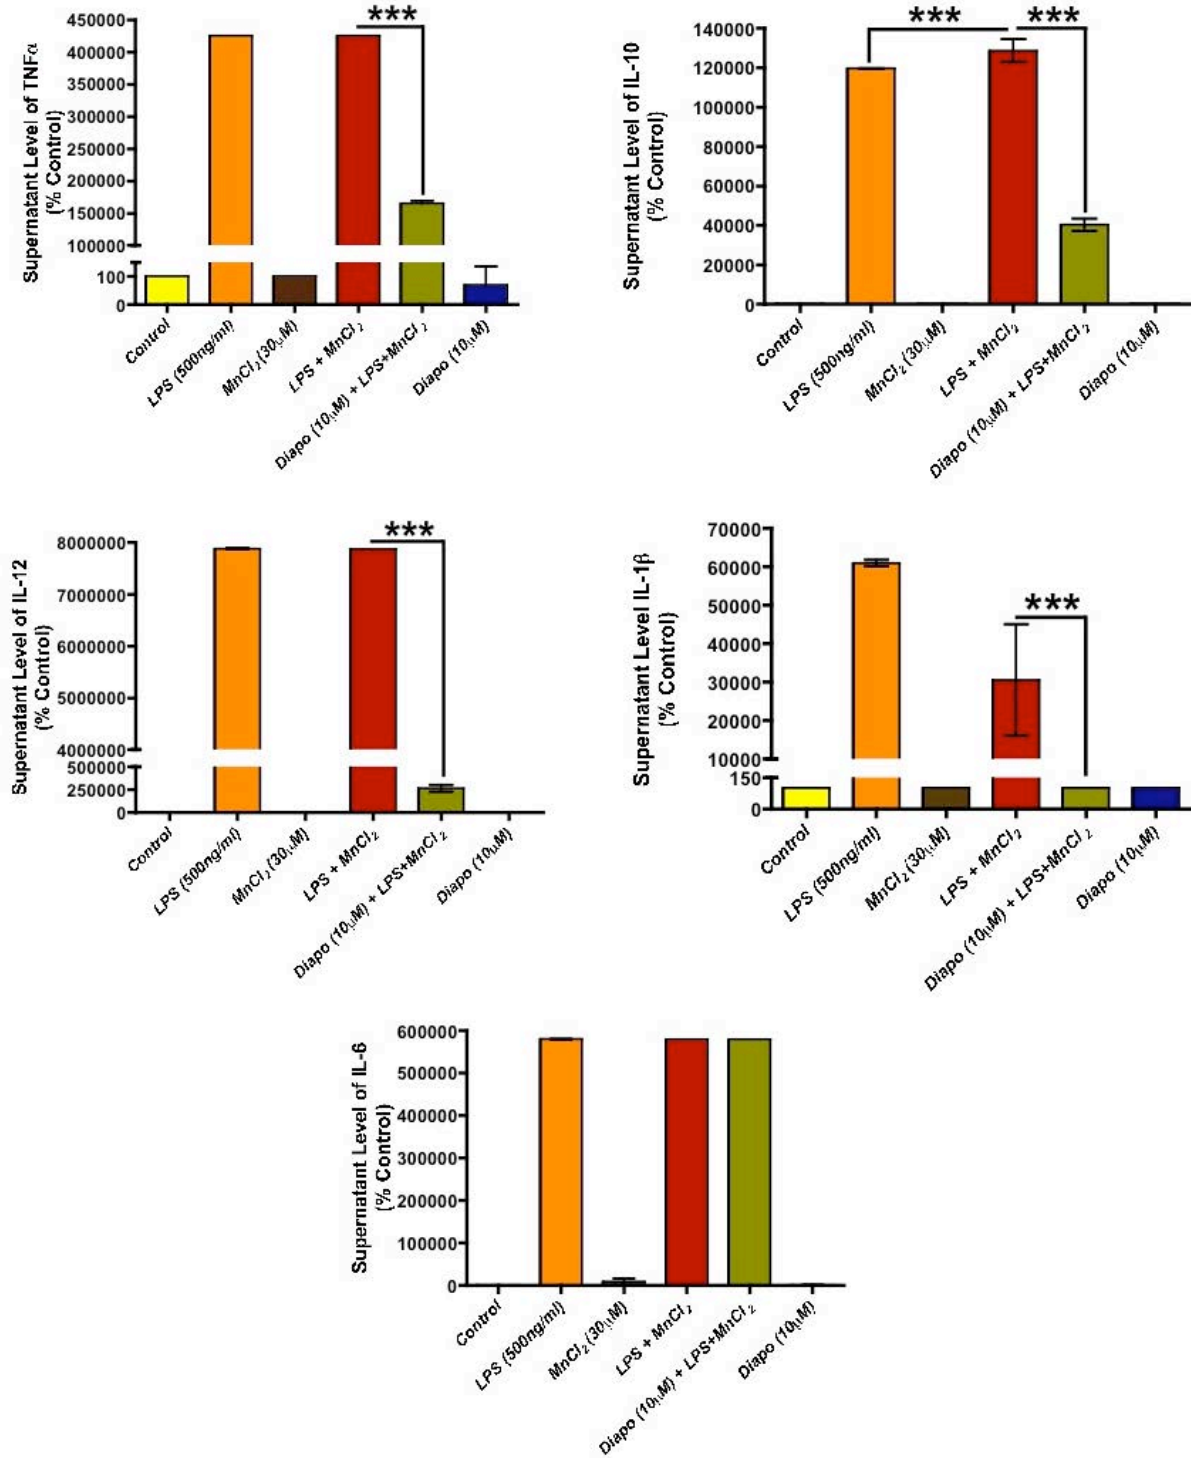 Supernatant Level of TNFα
(% Control)
450000
400000
350000
300000
250000
200000
150000
100000
100
0
***
Control
LPS (500ng/ml)
MnCl2 (30µM)
LPS + MnCl2
Diapo (10µM) + LPS+MnCl2
Diapo (10µM)
Supernatant Level of IL-10
(% Control)
140000
120000
100000
80000
60000
40000
20000
0
*** ***
Control
LPS (500ng/ml)
MnCl2 (30µM)
LPS + MnCl2
Diapo (10µM) + LPS+MnCl2
Diapo (10µM)
Supernatant Level of IL-12
(% Control)
8000000
7000000
6000000
5000000
4000000
500000
250000
0
***
Control
LPS (500ng/ml)
MnCl2 (30µM)
LPS + MnCl2
Diapo (10µM) + LPS+MnCl2
Diapo (10µM)
Supernatant Level IL-1β
(% Control)
70000
60000
50000
40000
30000
20000
10000
150
0
***
Control
LPS (500ng/ml)
MnCl2 (30µM)
LPS + MnCl2
Diapo (10µM) + LPS+MnCl2
Diapo (10µM)
Supernatant Level of IL-6
(% Control)
600000
500000
400000
300000
200000
100000
0
Control
LPS (500ng/ml)
MnCl2 (30µM)
LPS + MnCl2
Diapo (10µM) + LPS+MnCl2
Diapo (10µM)